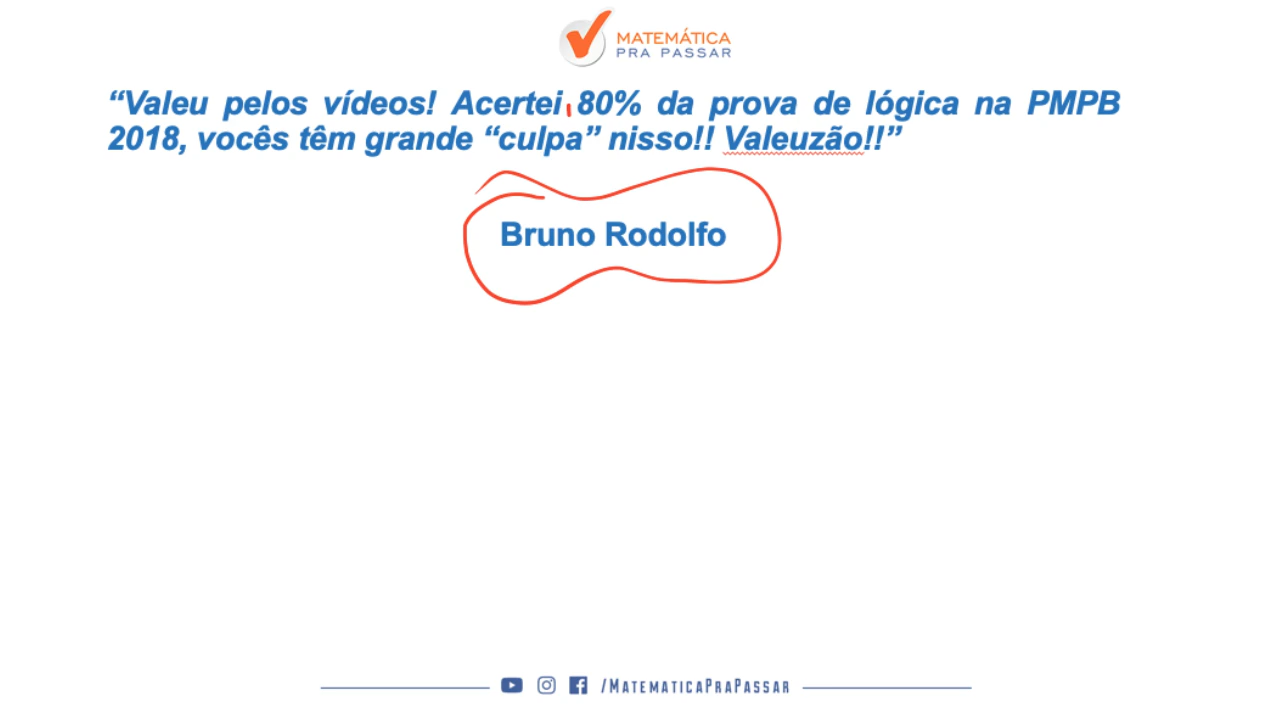 MATEMÁTICA
PRA PASSAR
“Valeu pelos vídeos! Acertei 80% da prova de lógica na PMPB
2018, vocês têm grande “culpa” nisso!! Valeuzão!!”
Bruno Rodolfo
/MATEMATICAPRAPASSAR